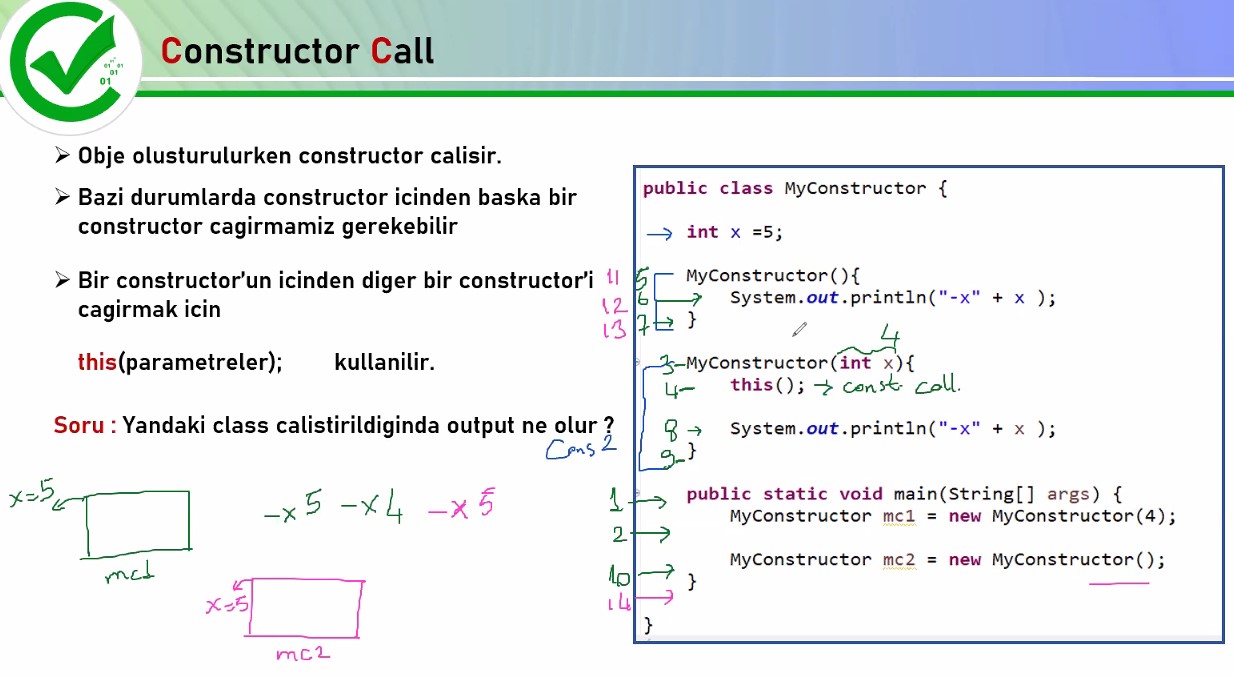 Constructor Call
01 01
01
01
Obje olusturulurken constructor calisir.
Bazi durumlarda constructor icinden baska bir
constructor cagirmamiz gerekebilir
Bir constructor'un icinden diger bir constructor'i
cagirmak icin
this(parametreler); kullanilir.
Soru : Yandaki class calistirildiginda output ne olur ?
Cons 2
x=5
-x5 -x4 -x5
mc1
x=5
mc2
public class MyConstructor {
int x =5;
11 5 MyConstructor(){
12 6 System.out.println("-x" + x );
13 7 }
4
3 MyConstructor(int x){
4 this(); → const. call.
8 → System.out.println("-x" + x );
9 }
1 public static void main(String[] args) {
2 MyConstructor mc1 = new MyConstructor(4);
10 MyConstructor mc2 = new MyConstructor();
14 }
}